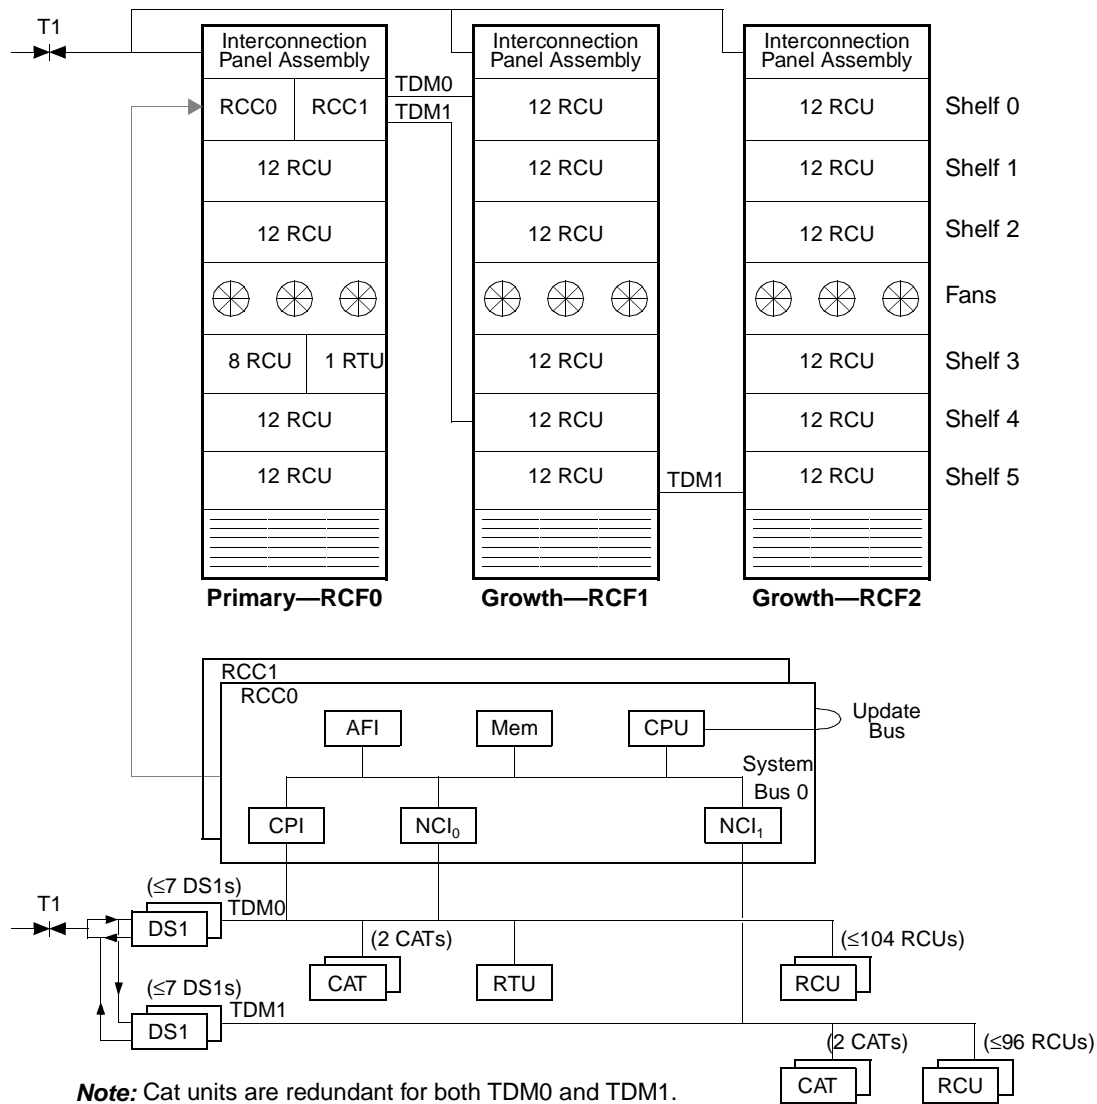 T1
Interconnection
Panel Assembly
Interconnection
Panel Assembly
Interconnection
Panel Assembly
RCC0
RCC1
TDM0
TDM1
12 RCU
12 RCU
Shelf 0
12 RCU
12 RCU
12 RCU
Shelf 1
12 RCU
12 RCU
12 RCU
Shelf 2
Fans
8 RCU
1 RTU
12 RCU
12 RCU
Shelf 3
12 RCU
12 RCU
12 RCU
Shelf 4
12 RCU
12 RCU
TDM1
12 RCU
Shelf 5
Primary—RCF0
Growth—RCF1
Growth—RCF2
RCC1
RCC0
AFI
Mem
CPU
Update
Bus
System
Bus 0
CPI
NCI0
NCI1
T1
(≤7 DS1s)
DS1
TDM0
(2 CATs)
CAT
RTU
(≤104 RCUs)
RCU
(≤7 DS1s)
DS1
TDM1
(2 CATs)
CAT
(≤96 RCUs)
RCU
Note: Cat units are redundant for both TDM0 and TDM1.